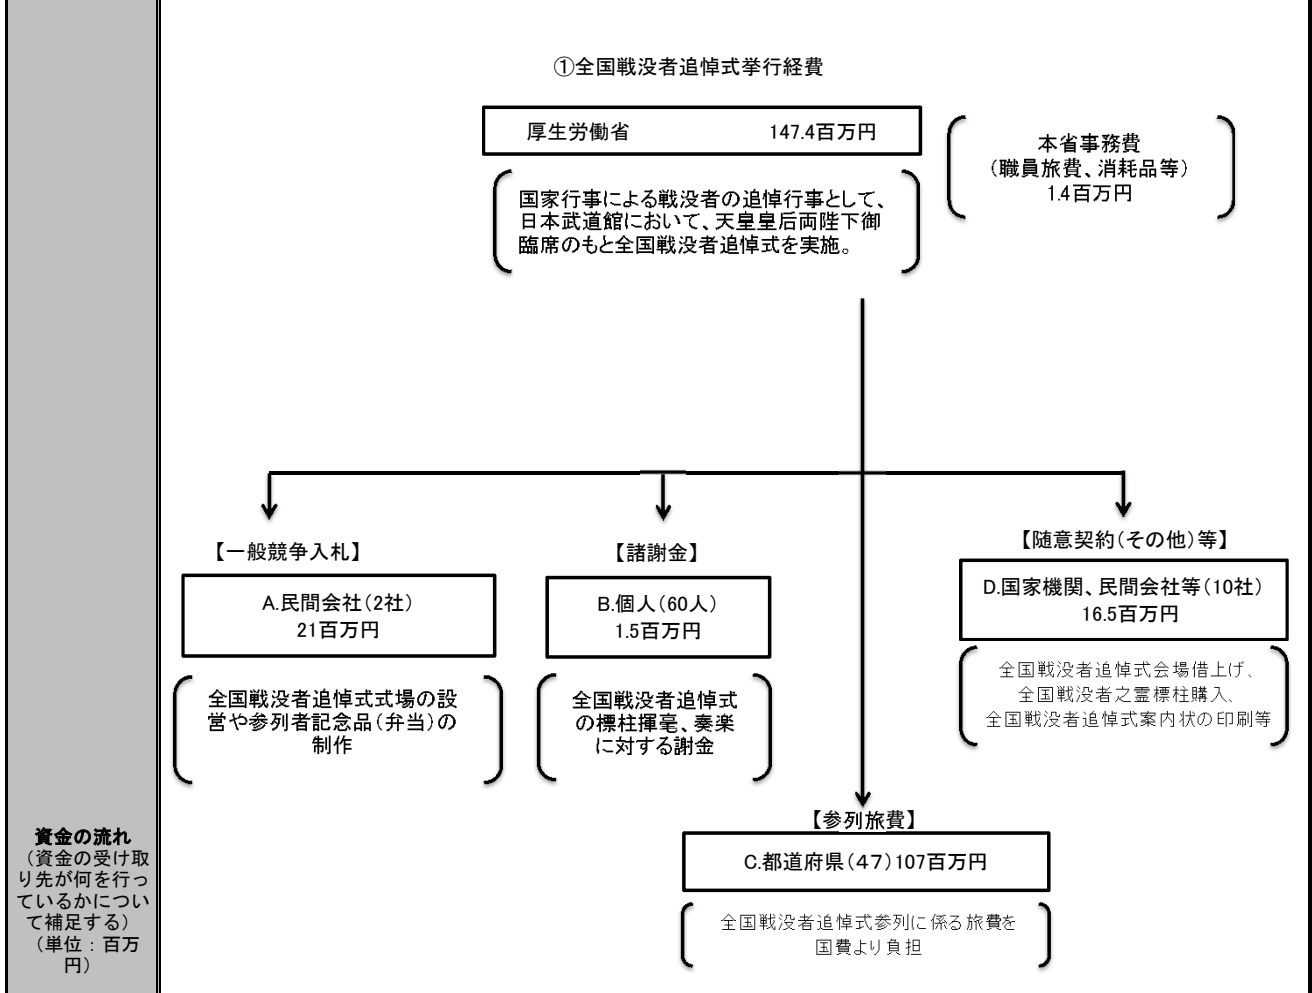 ①全国戦没者追悼式挙行経費
厚生労働省 147.4百万円
本省事務費
(職員旅費、消耗品等)
1.4百万円
国家行事による戦没者の追悼行事として、
日本武道館において、天皇皇后両陛下御
臨席のもと全国戦没者追悼式を実施。
【一般競争入札】
A.民間会社(2社)
21百万円
全国戦没者追悼式式場の設
営や参列者記念品(弁当)の
制作
【諸謝金】
B.個人(60人)
1.5百万円
全国戦没者追悼式
の標柱揮毫、奏楽
に対する謝金
【随意契約(その他)等】
D.国家機関、民間会社等(10社)
16.5百万円
全国戦没者追悼式会場借上げ、
全国戦没者之霊標柱購入、
全国戦没者追悼式案内状の印刷等
【参列旅費】
C.都道府県(47)107百万円
全国戦没者追悼式参列に係る旅費を
国費より負担
資金の流れ
(資金の受け取
り先が何を行っ
ているかについ
て補足する)
(単位:百万
円)